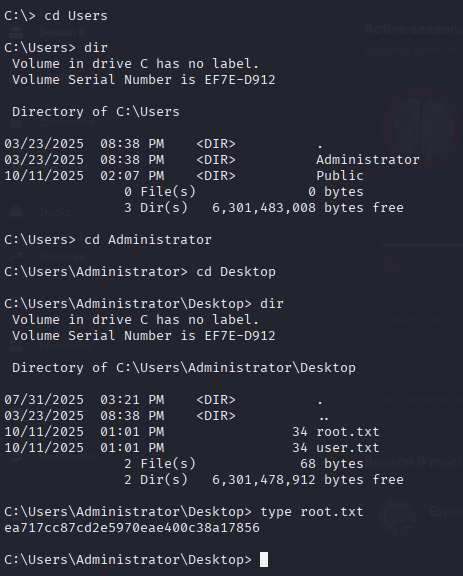 C:\> cd Users
C:\Users> dir
 Volume in drive C has no label.
 Volume Serial Number is EF7E-D912
 Directory of C:\Users
03/23/2025  08:38 PM    <DIR>          .
03/23/2025  08:38 PM    <DIR>          Administrator
10/11/2025  02:07 PM    <DIR>          Public
               0 File(s)              0 bytes
               3 Dir(s)   6,301,483,008 bytes free
C:\Users> cd Administrator
C:\Users\Administrator> cd Desktop
C:\Users\Administrator\Desktop> dir
 Volume in drive C has no label.
 Volume Serial Number is EF7E-D912
 Directory of C:\Users\Administrator\Desktop
07/31/2025  03:21 PM    <DIR>          .
03/23/2025  08:38 PM    <DIR>          ..
10/11/2025  01:01 PM                34 root.txt
10/11/2025  01:01 PM                34 user.txt
               2 File(s)             68 bytes
               2 Dir(s)   6,301,478,912 bytes free
C:\Users\Administrator\Desktop> type root.txt
ea717cc87cd2e5970eae400c38a17856
C:\Users\Administrator\Desktop>